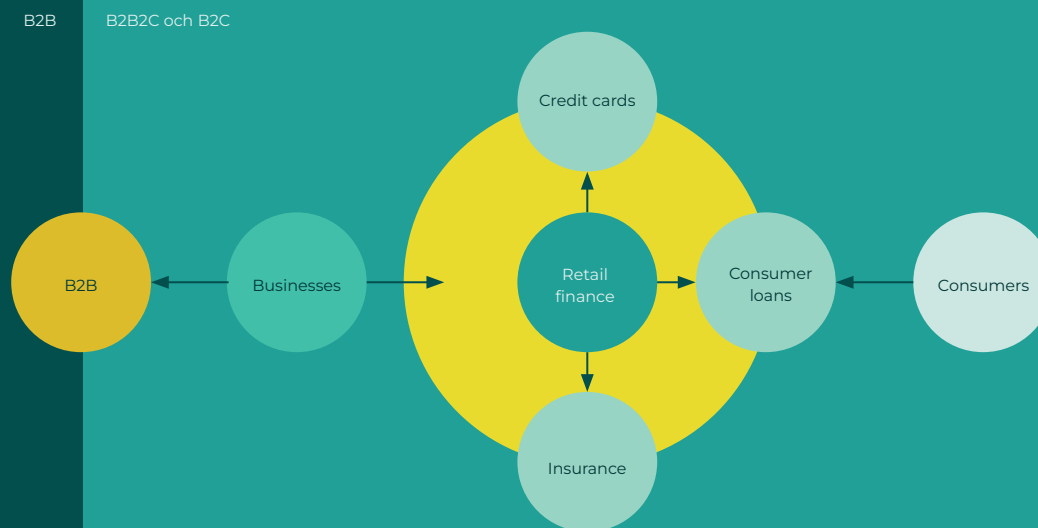 B2B
B2B2C och B2C
Credit cards
B2B
Businesses
Retail
finance
Consumer
loans
Consumers
Insurance